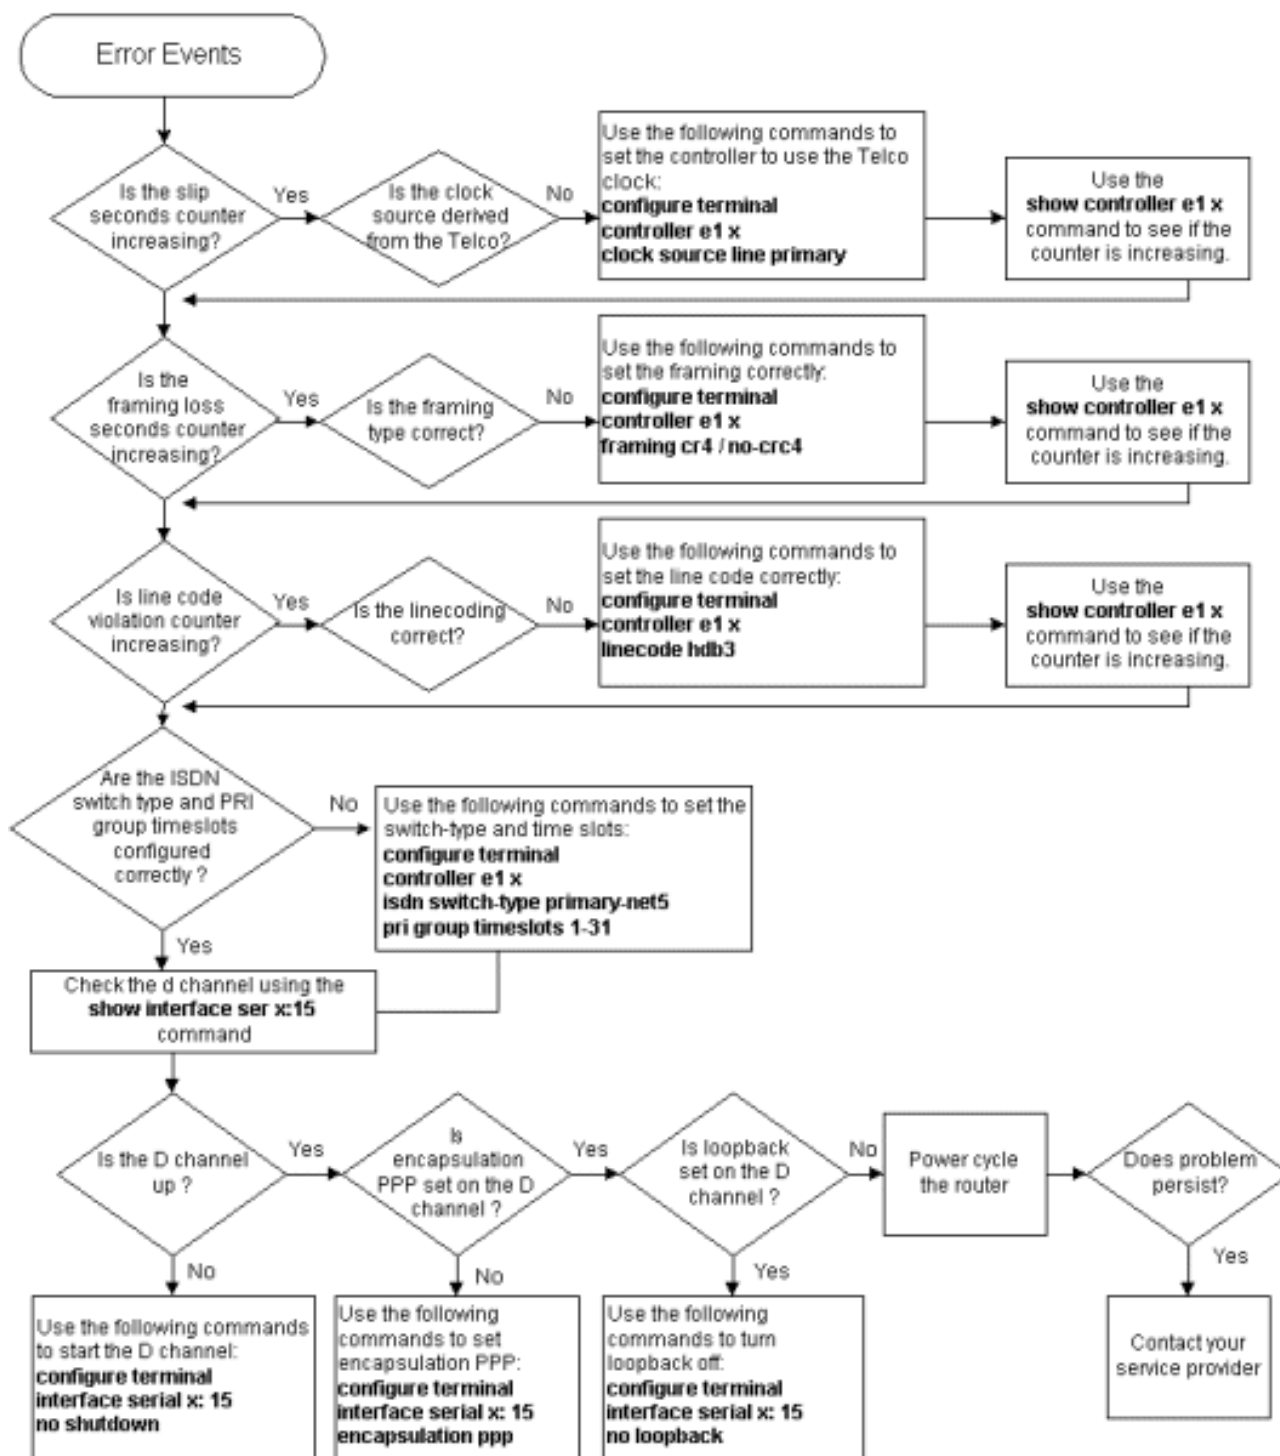 Error Events
Is the slip
seconds counter
increasing?
Yes
Is the clock
source derived
from the Telco?
No
Use the following commands to
set the controller to use the Telco
clock:
configure terminal
controller e1 x
clock source line primary
Use the
show controller e1 x
command to see if the
counter is increasing.
Is the
framing loss
seconds counter
increasing?
Yes
Is the framing
type correct?
No
Use the following commands to
set the framing correctly:
configure terminal
controller e1 x
framing cr4 / no-crc4
Use the
show controller e1 x
command to see if the
counter is increasing.
Is line code
violation counter
increasing?
Yes
Is the linecoding
correct?
No
Use the following commands to
set the line code correctly:
configure terminal
controller e1 x
linecode hdb3
Use the
show controller e1 x
command to see if the
counter is increasing.
Are the ISDN
switch type and PRI
group timeslots
configured
correctly ?
No
Use the following commands to set the
switch-type and time slots:
configure terminal
controller e1 x
isdn switch-type primary-net5
pri group timeslots 1-31
Yes
Check the d channel using the
show interface ser x:15
command
Is the D channel
up ?
Yes
Is
encapsulation
PPP set on the D
channel ?
Yes
Is loopback
set on the D
channel ?
No
Power cycle
the router
Does problem
persist?
No
Use the following commands
to start the D channel:
configure terminal
interface serial x: 15
no shutdown
No
Use the following
commands to set
encapsulation PPP:
configure terminal
interface serial x: 15
encapsulation ppp
Yes
Use the following
commands to turn
loopback off:
configure terminal
interface serial x: 15
no loopback
Yes
Contact your
service provider